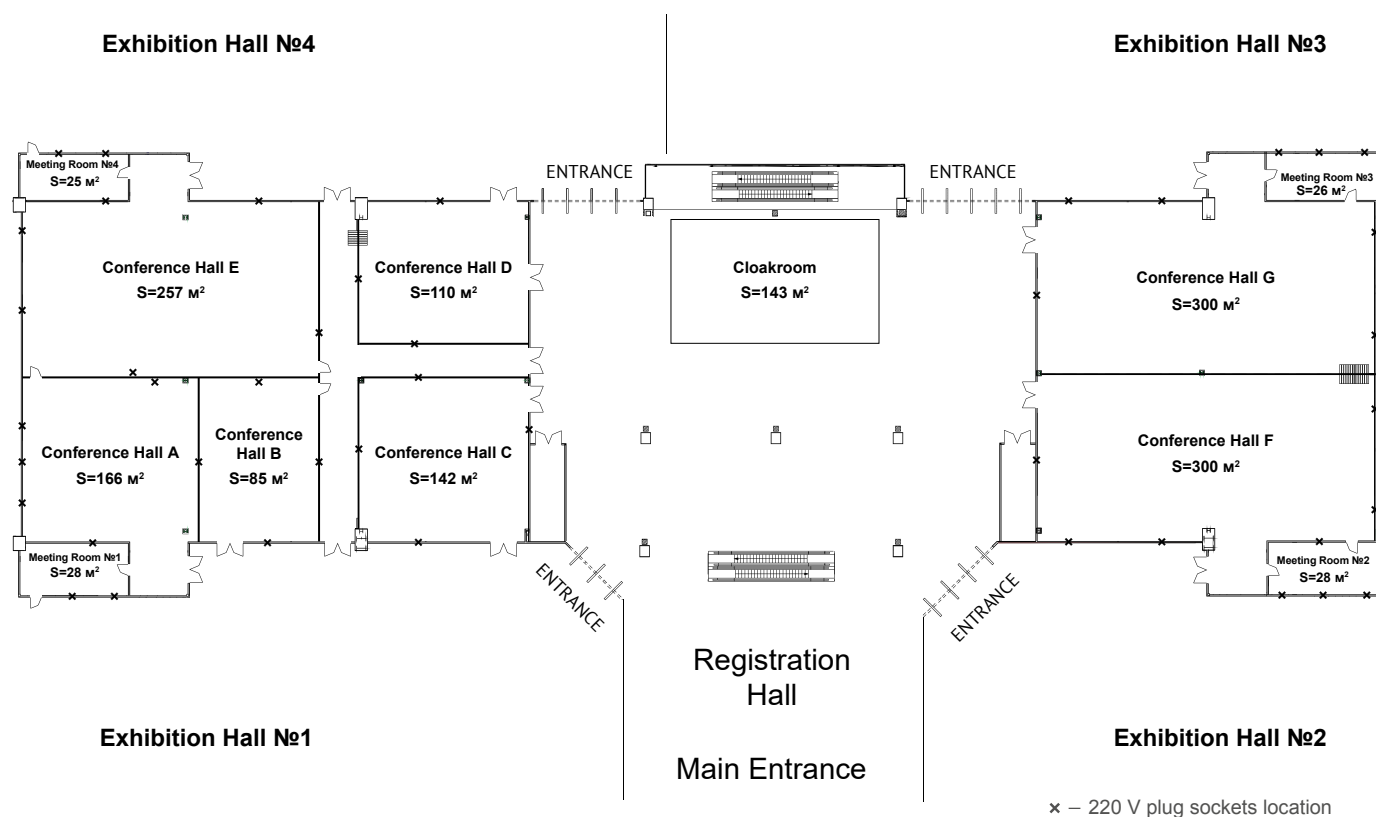 Exhibition Hall №4
Exhibition Hall №3
Meeting Room №4
S=25 м²
ENTRANCE
ENTRANCE
Meeting Room №3
S=26 м²
Conference Hall E
S=257 м²
Conference Hall D
S=110 м²
Cloakroom
S=143 м²
Conference Hall G
S=300 м²
Conference Hall A
S=166 м²
Conference
Hall B
S=85 м²
Conference Hall C
S=142 м²
Conference Hall F
S=300 м²
Meeting Room №1
S=28 м²
ENTRANCE
ENTRANCE
Meeting Room №2
S=28 м²
Registration
Hall
Exhibition Hall №1
Exhibition Hall №2
Main Entrance
× – 220 V plug sockets location